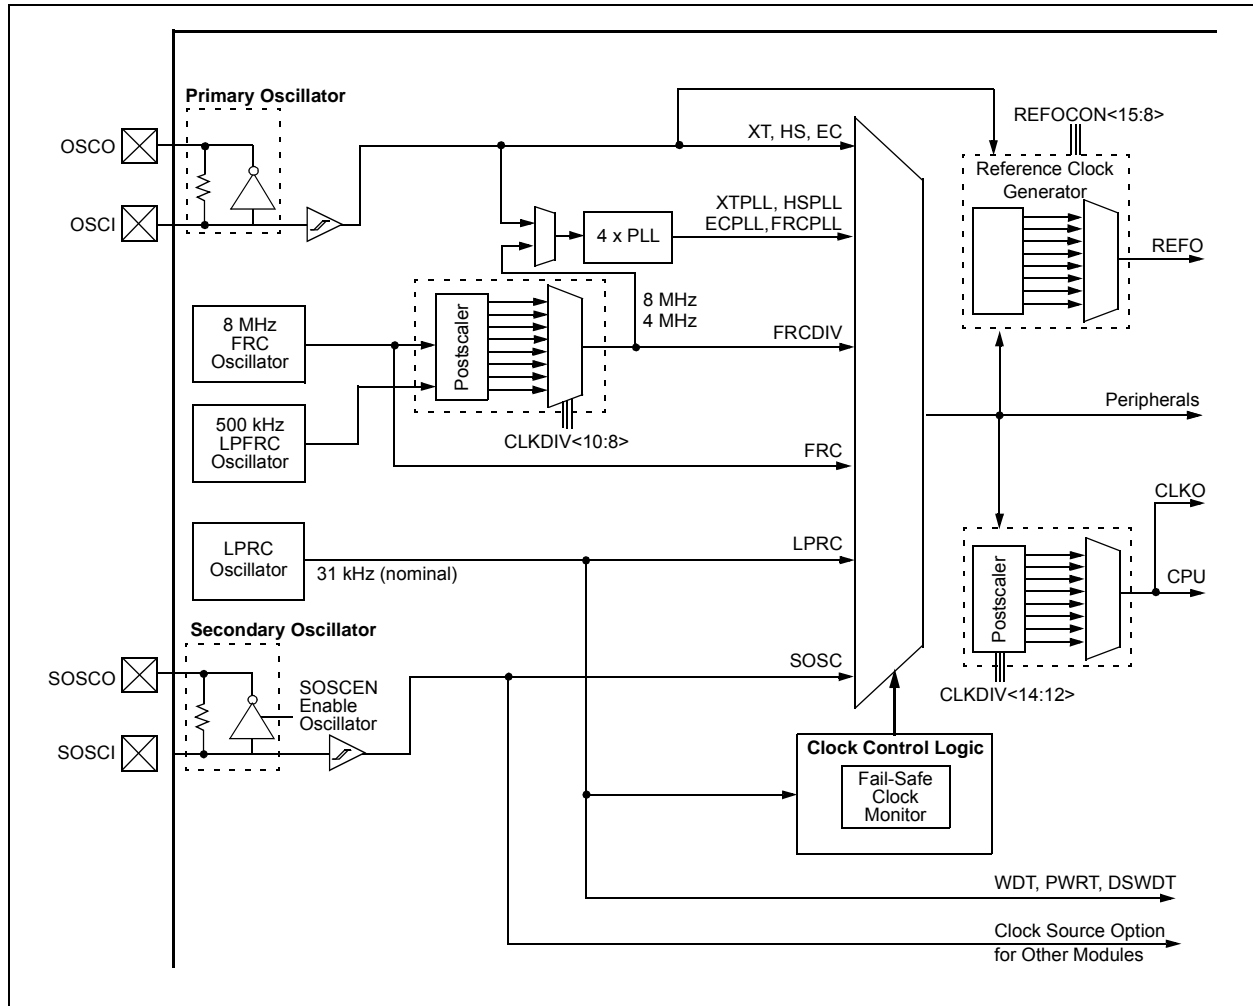 Primary Oscillator
OSCO
OSCI
XT, HS, EC
REFOCON<15:8>
Reference Clock
Generator
REFO
XTPLL, HSPLL
ECPLL,FRCPLL
4 x PLL
8 MHz
FRC
Oscillator
Postscaler
8 MHz
4 MHz
FRCDIV
Peripherals
500 kHz
LPFRC
Oscillator
CLKDIV<10:8>
FRC
CLKO
LPRC
Oscillator
31 kHz (nominal)
LPRC
Postscaler
CPU
Secondary Oscillator
SOSCO
SOSCI
SOSCEN
Enable
Oscillator
SOSC
CLKDIV<14:12>
Clock Control Logic
Fail-Safe
Clock
Monitor
WDT, PWRT, DSWDT
Clock Source Option
for Other Modules